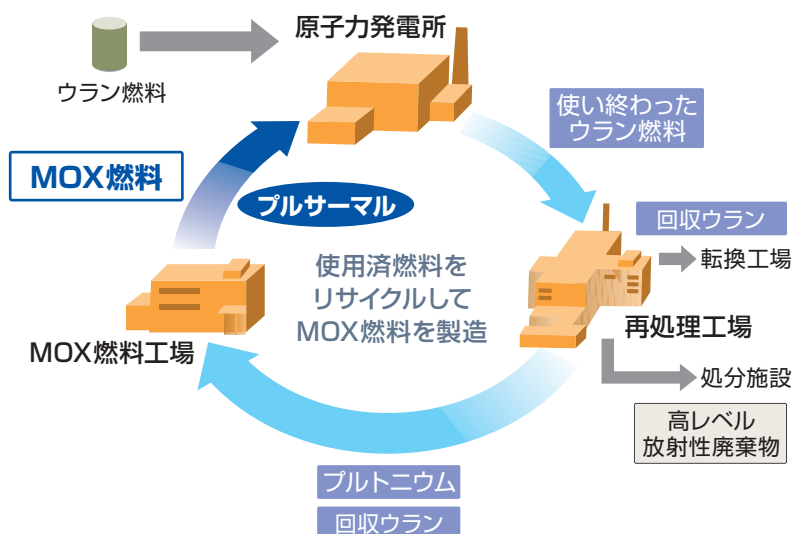 原子力発電所
ウラン燃料
使い終わった
ウラン燃料
MOX燃料
プルサーマル
回収ウラン
転換工場
使用済燃料を
リサイクルして
MOX燃料を製造
再処理工場
MOX燃料工場
処分施設
高レベル
放射性廃棄物
プルトニウム
回収ウラン